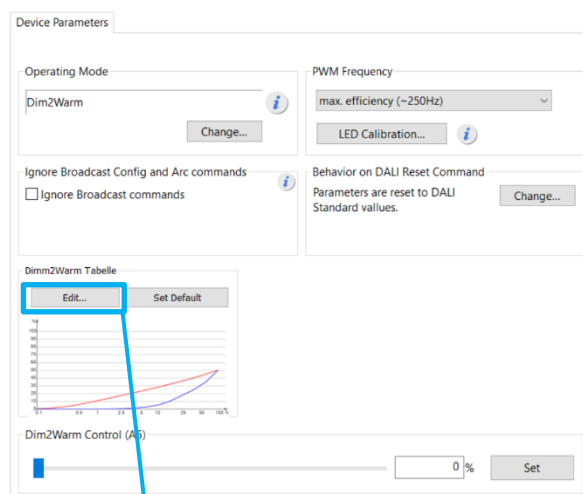 Device Parameters
Operating Mode
Dim2Warm
Change...
PWM Frequency
max. efficiency (~250Hz)
LED Calibration...
Ignore Broadcast Config and Arc commands
Ignore Broadcast commands
Behavior on DALI Reset Command
Parameters are reset to DALI
Standard vallues.
Change...
Dimm2Warm Tabelle
Edit...
Set Default
Dim2Warm Control (A5)
0 %
Set